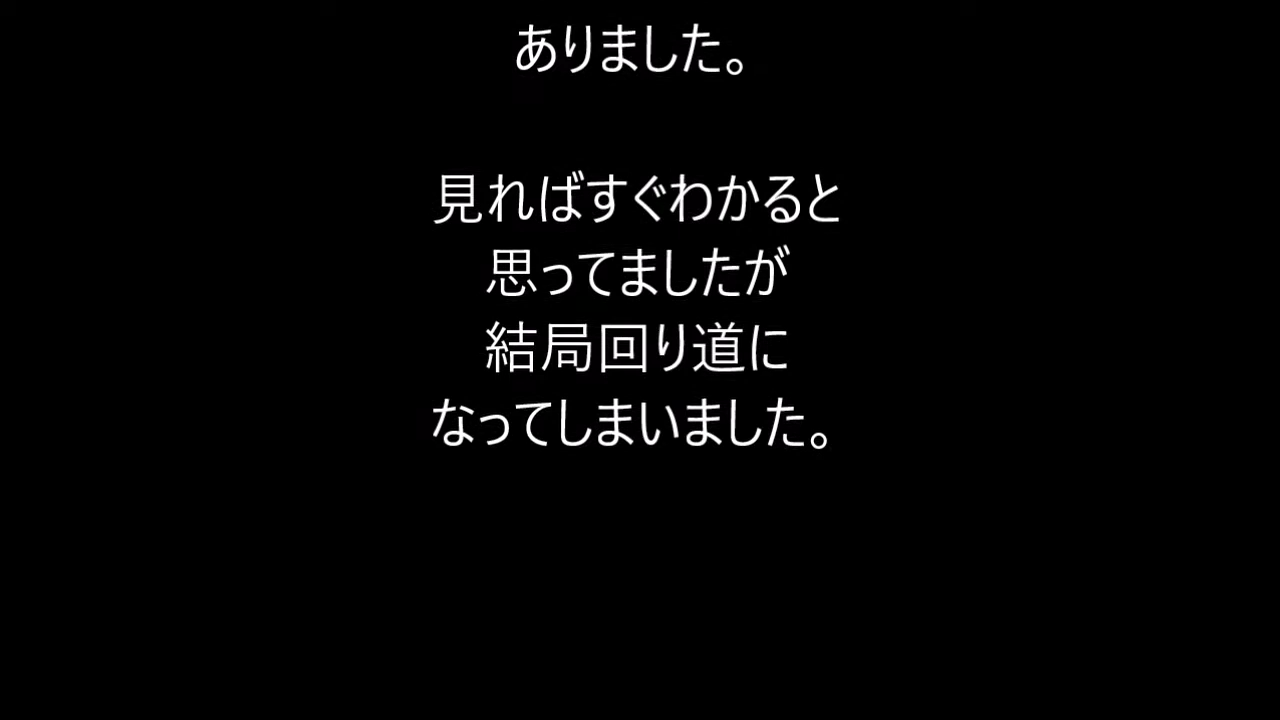 ありました。
見ればすぐわかると
思ってましたが
結局回り道に
なってしまいました。